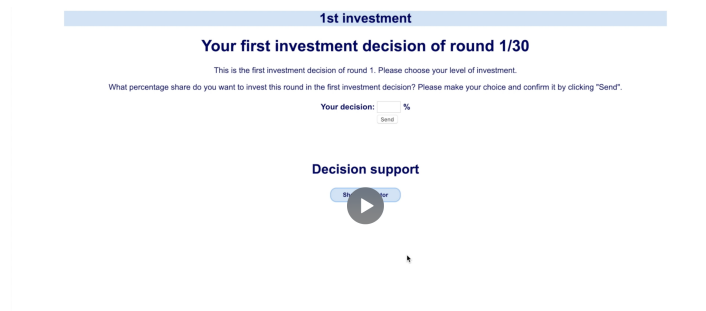 1st investment
Your first investment decision of round 1/30
This is the first investment decision of round 1. Please choose your level of investment.
What percentage share do you want to invest this round in the first investment decision? Please make your choice and confirm it by clicking "Send".
Your decision: %
Send
Decision support